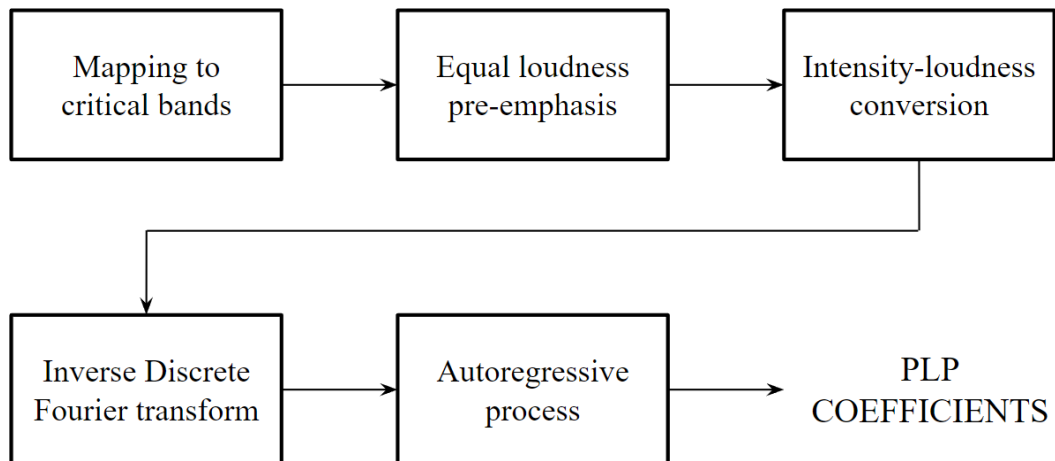 Mapping to
critical bands
Equal loudness
pre-emphasis
Intensity-loudness
conversion
Inverse Discrete
Fourier transform
Autoregressive
process
PLP
COEFFICIENTS